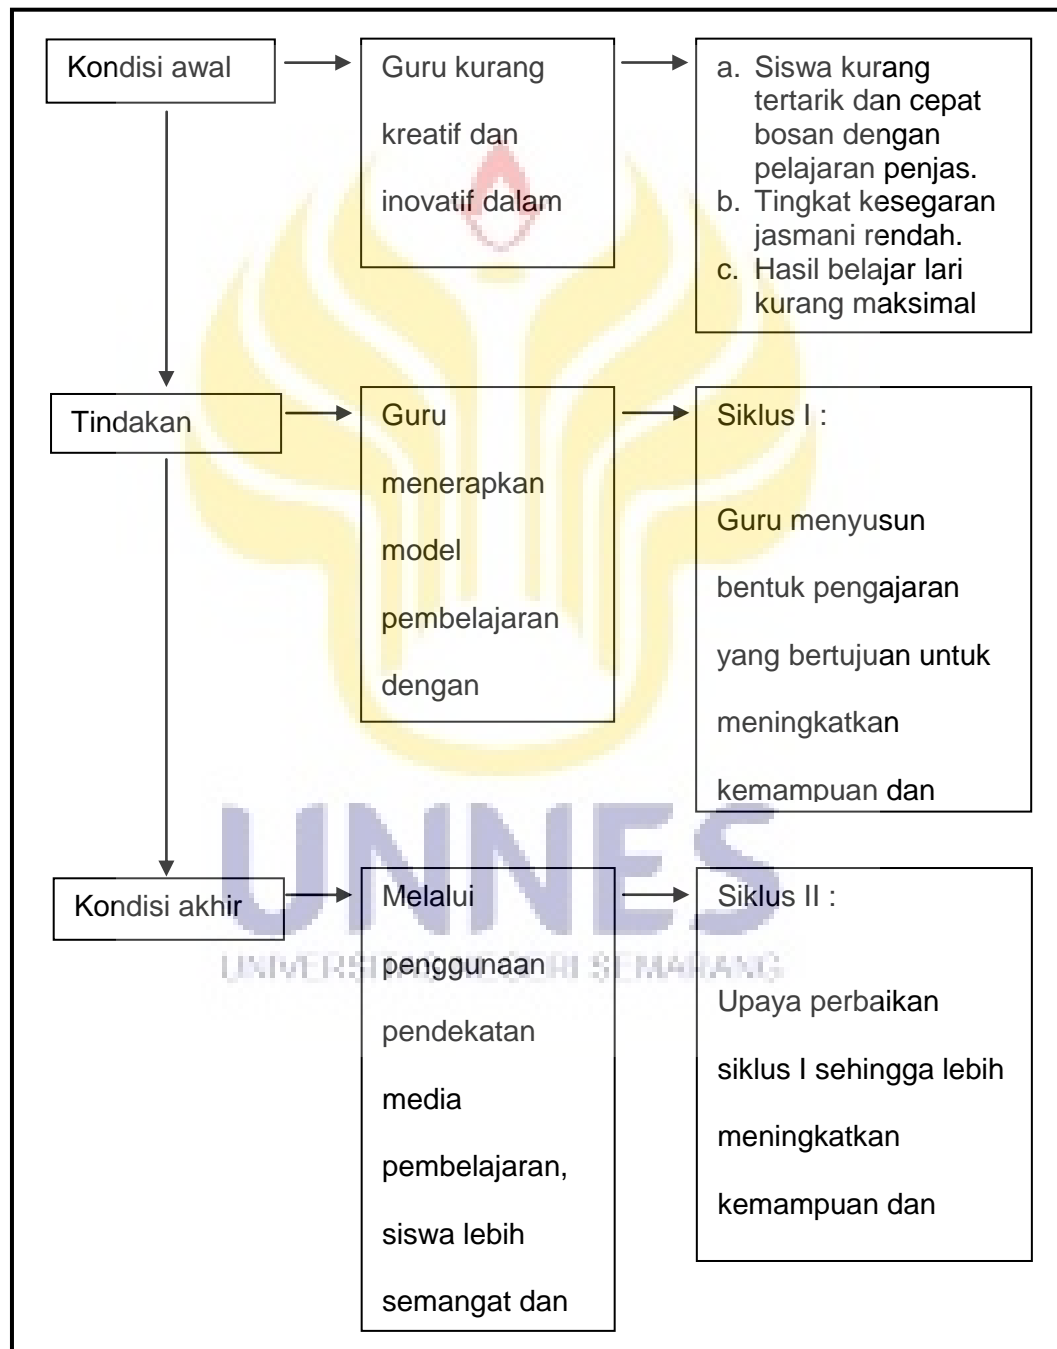 Kondisi awal
Guru kurang
kreatif dan
inovatif dalam
a. Siswa kurang
tertarik dan cepat
bosan dengan
pelajaran penjas.
b. Tingkat kesegaran
jasmani rendah.
c. Hasil belajar lari
kurang maksimal
Tindakan
Guru
menerapkan
model
pembelajaran
dengan
Siklus I :
Guru menyusun
bentuk pengajaran
yang bertujuan untuk
meningkatkan
kemampuan dan
Kondisi akhir
Melalui
penggunaan
pendekatan
media
pembelajaran,
siswa lebih
semangat dan
Siklus II :
Upaya perbaikan
siklus I sehingga lebih
meningkatkan
kemampuan dan
UNNES
UNIVERSITAS NEGERI SEMARANG